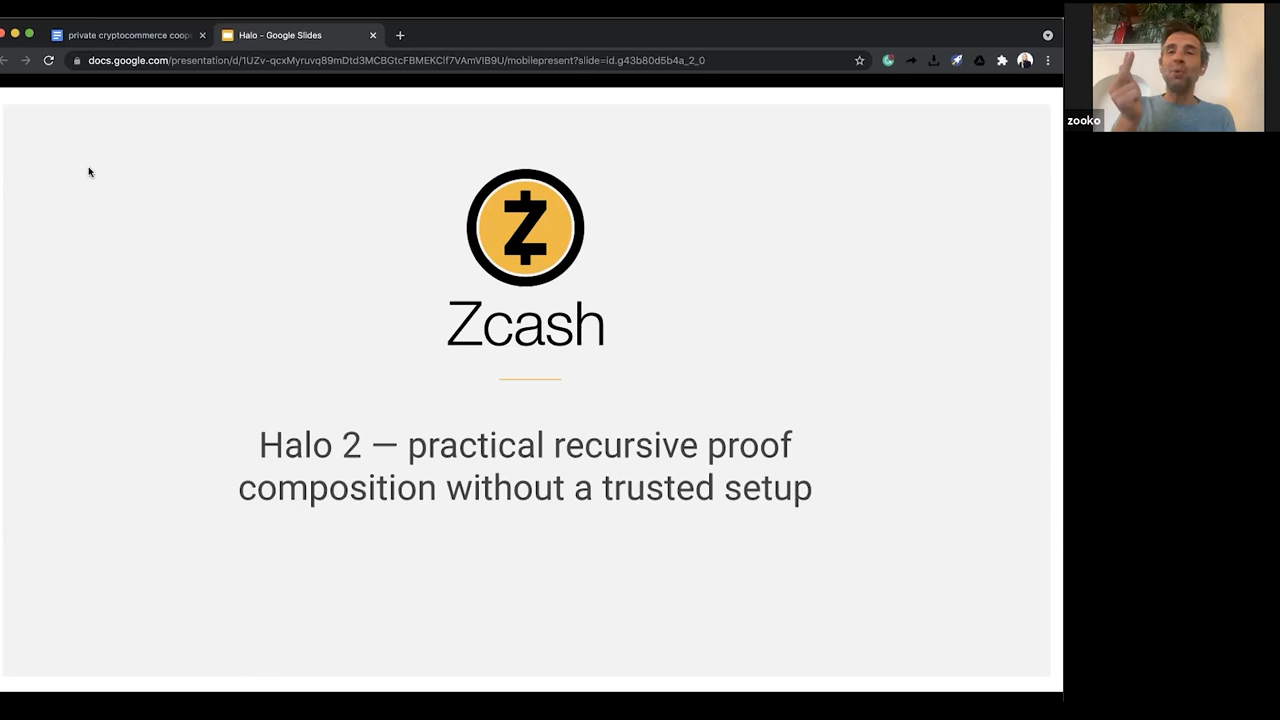 private cryptocommerce coop
Halo - Google Slides
docs.google.com/presentation/d/1UZv-qcxMyruvq89mDtd3MCBGtcFBMEKClf7VAmVIB9U/mobilepresent?slide=id.g43b80d5b4a_2_0
zooko
Zcash
Halo 2 — practical recursive proof
composition without a trusted setup